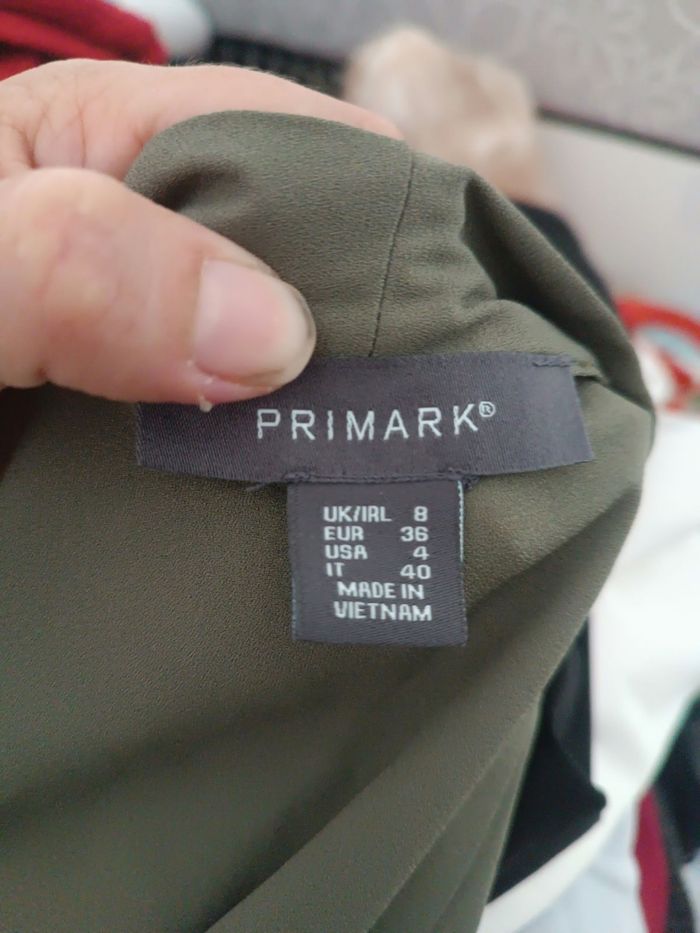 PRIMARK®
UK/IRL 8
EUR 36
USA 4
IT 40
MADE IN
VIETNAM